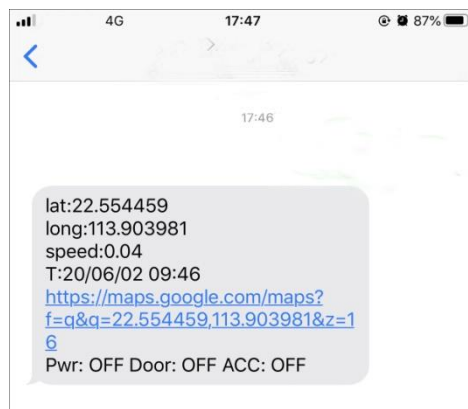 4G 17:47 87%
17:46
lat:22.554459
long:113.903981
speed:0.04
T:20/06/02 09:46
https://maps.google.com/maps?
f=q&q=22.554459,113.903981&z=1
6
Pwr: OFF Door: OFF ACC: OFF